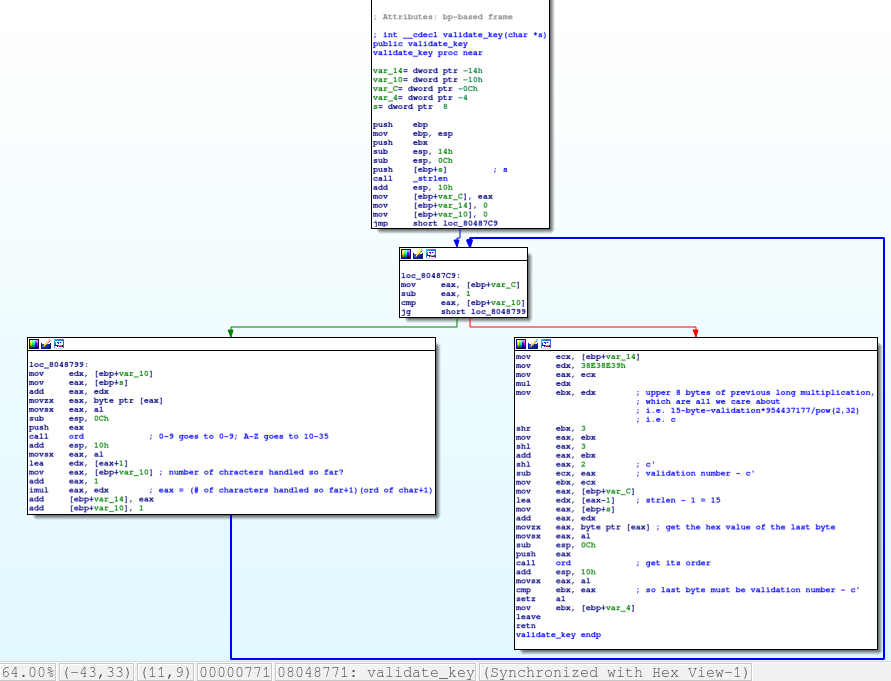 ; Attributes: bp-based frame
; int __cdecl validate_key(char *s)
public validate_key
validate_key proc near
var_14= dword ptr -14h
var_10= dword ptr -10h
var_C= dword ptr -0Ch
var_4= dword ptr -4
s= dword ptr  8
push    ebp
mov     ebp, esp
push    ebx
sub     esp, 14h
sub     esp, 0Ch
push    [ebp+s]         ; s
call    _strlen
add     esp, 10h
mov     [ebp+var_C], eax
mov     [ebp+var_14], 0
mov     [ebp+var_10], 0
jmp     short loc_80487C9
loc_80487C9:
mov     eax, [ebp+var_C]
sub     eax, 1
cmp     eax, [ebp+var_10]
jg      short loc_8048799
loc_8048799:
mov     edx, [ebp+var_10]
mov     eax, [ebp+s]
add     eax, edx
movzx   eax, byte ptr [eax]
movsx   eax, al
sub     esp, 0Ch
push    eax
call    ord             ; 0-9 goes to 0-9; A-Z goes to 10-35
add     esp, 10h
movsx   eax, al
lea     edx, [eax+1]
mov     eax, [ebp+var_10] ; number of chracters handled so far?
add     eax, 1
imul    eax, edx        ; eax = (# of characters handled so far+1)(ord of char+1)
add     [ebp+var_14], eax
add     [ebp+var_10], 1
mov     ecx, [ebp+var_14]
mov     edx, 38E38E39h
mov     eax, ecx
mul     edx
mov     ebx, edx        ; upper 8 bytes of previous long multiplication,
; which are all we care about
; i.e. 15-byte-validation*954437177/pow(2,32)
; i.e. c
shr     ebx, 3
mov     eax, ebx
shl     eax, 3
add     eax, ebx
shl     eax, 2          ; c'
sub     ecx, eax        ; validation number - c'
mov     ebx, ecx
mov     eax, [ebp+var_C]
lea     edx, [eax-1]    ; strlen - 1 = 15
mov     eax, [ebp+s]
add     eax, edx
movzx   eax, byte ptr [eax] ; get the hex value of the last byte
movsx   eax, al
sub     esp, 0Ch
push    eax
call    ord             ; get its order
add     esp, 10h
movsx   eax, al
cmp     ebx, eax        ; so last byte must be validation number - c'
setz    al
mov     ebx, [ebp+var_4]
leave
retn
validate_key endp
64.00% (-43,33) (11,9) 00000771 08048771: validate_key (Synchronized with Hex View-1)